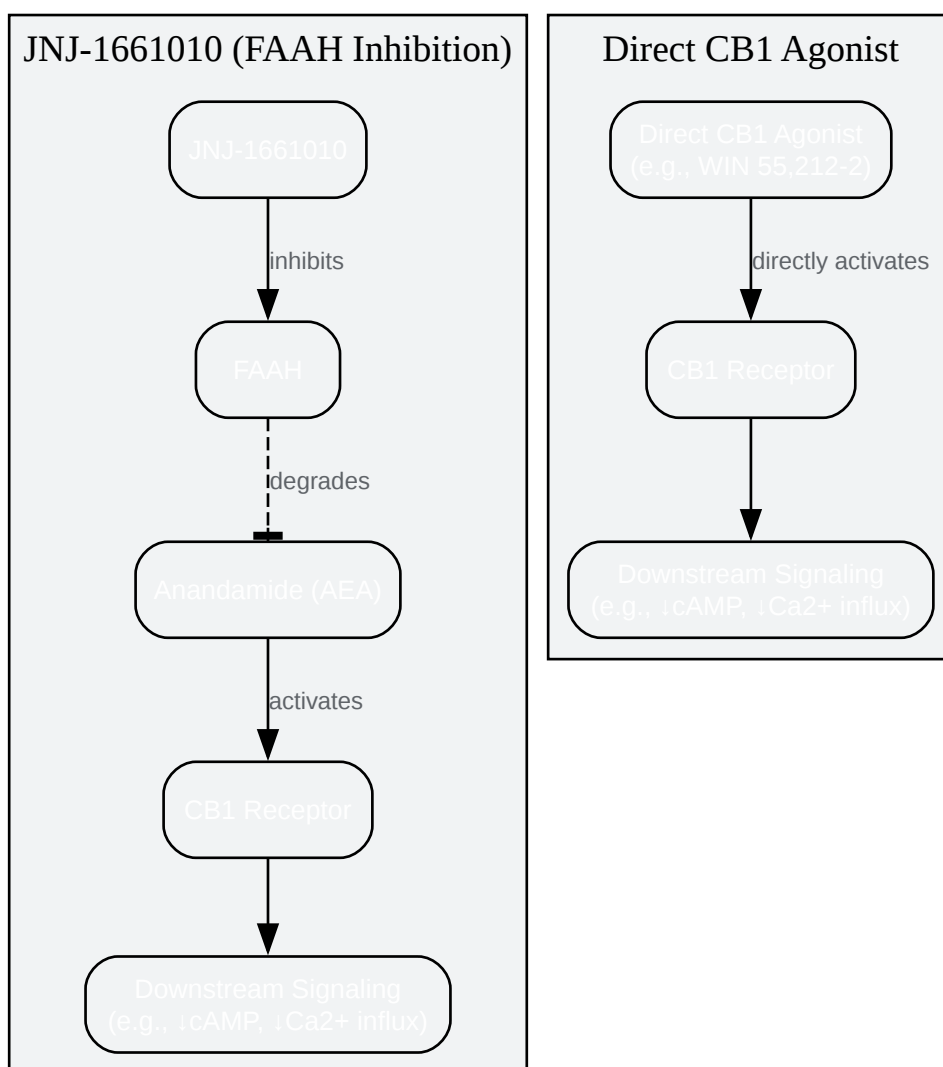 JNJ-1661010 (FAAH Inhibition)
JNJ-1661010
inhibits
FAAH
degrades
Anandamide (AEA)
activates
CB1 Receptor
Downstream Signaling
(e.g., ↓cAMP, ↓Ca2+ influx)
Direct CB1 Agonist
Direct CB1 Agonist
(e.g., WIN 55,212-2)
directly activates
CB1 Receptor
Downstream Signaling
(e.g., ↓cAMP, ↓Ca2+ influx)